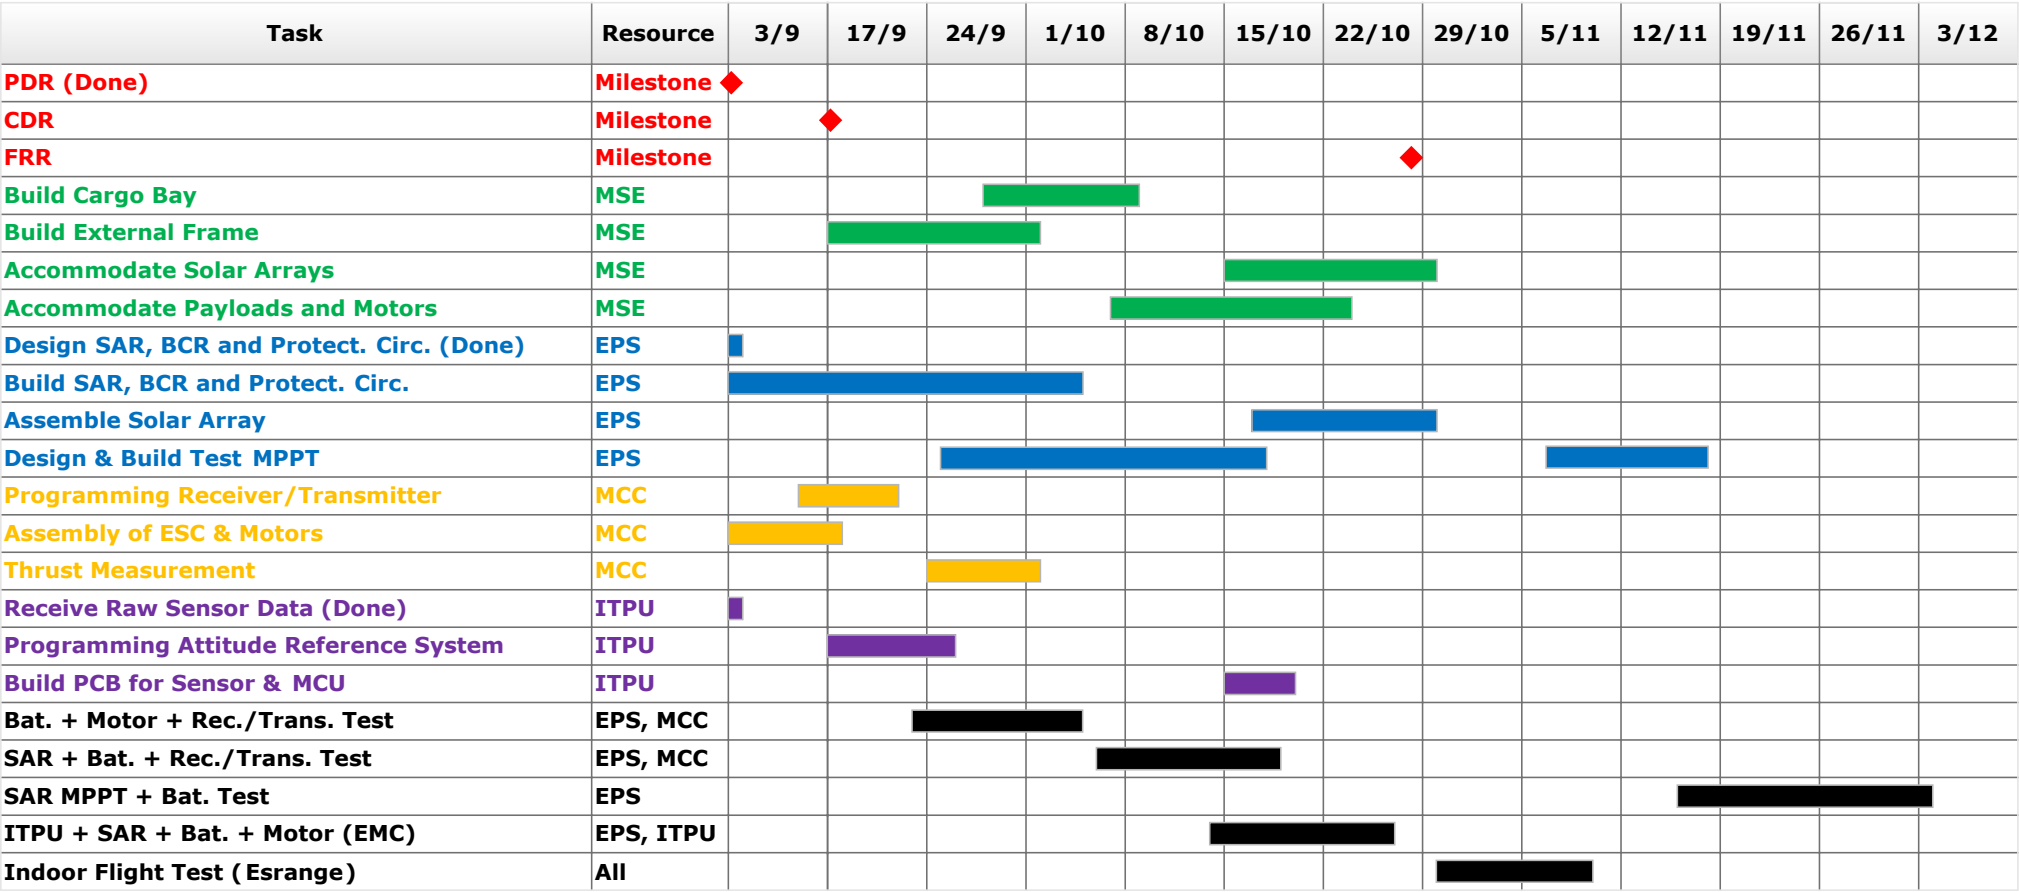 Task Resource 3/9 17/9 24/9 1/10 8/10 15/10 22/10 29/10 5/11 12/11 19/11 26/11 3/12
PDR (Done) Milestone
CDR Milestone
FRR Milestone
Build Cargo Bay MSE
Build External Frame MSE
Accommodate Solar Arrays MSE
Accommodate Payloads and Motors MSE
Design SAR, BCR and Protect. Circ. (Done) EPS
Build SAR, BCR and Protect. Circ. EPS
Assemble Solar Array EPS
Design & Build Test MPPT EPS
Programming Receiver/Transmitter MCC
Assembly of ESC & Motors MCC
Thrust Measurement MCC
Receive Raw Sensor Data (Done) ITPU
Programming Attitude Reference System ITPU
Build PCB for Sensor & MCU ITPU
Bat. + Motor + Rec./Trans. Test EPS, MCC
SAR + Bat. + Rec./Trans. Test EPS, MCC
SAR MPPT + Bat. Test EPS
ITPU + SAR + Bat. + Motor (EMC) EPS, ITPU
Indoor Flight Test (Esrange) All